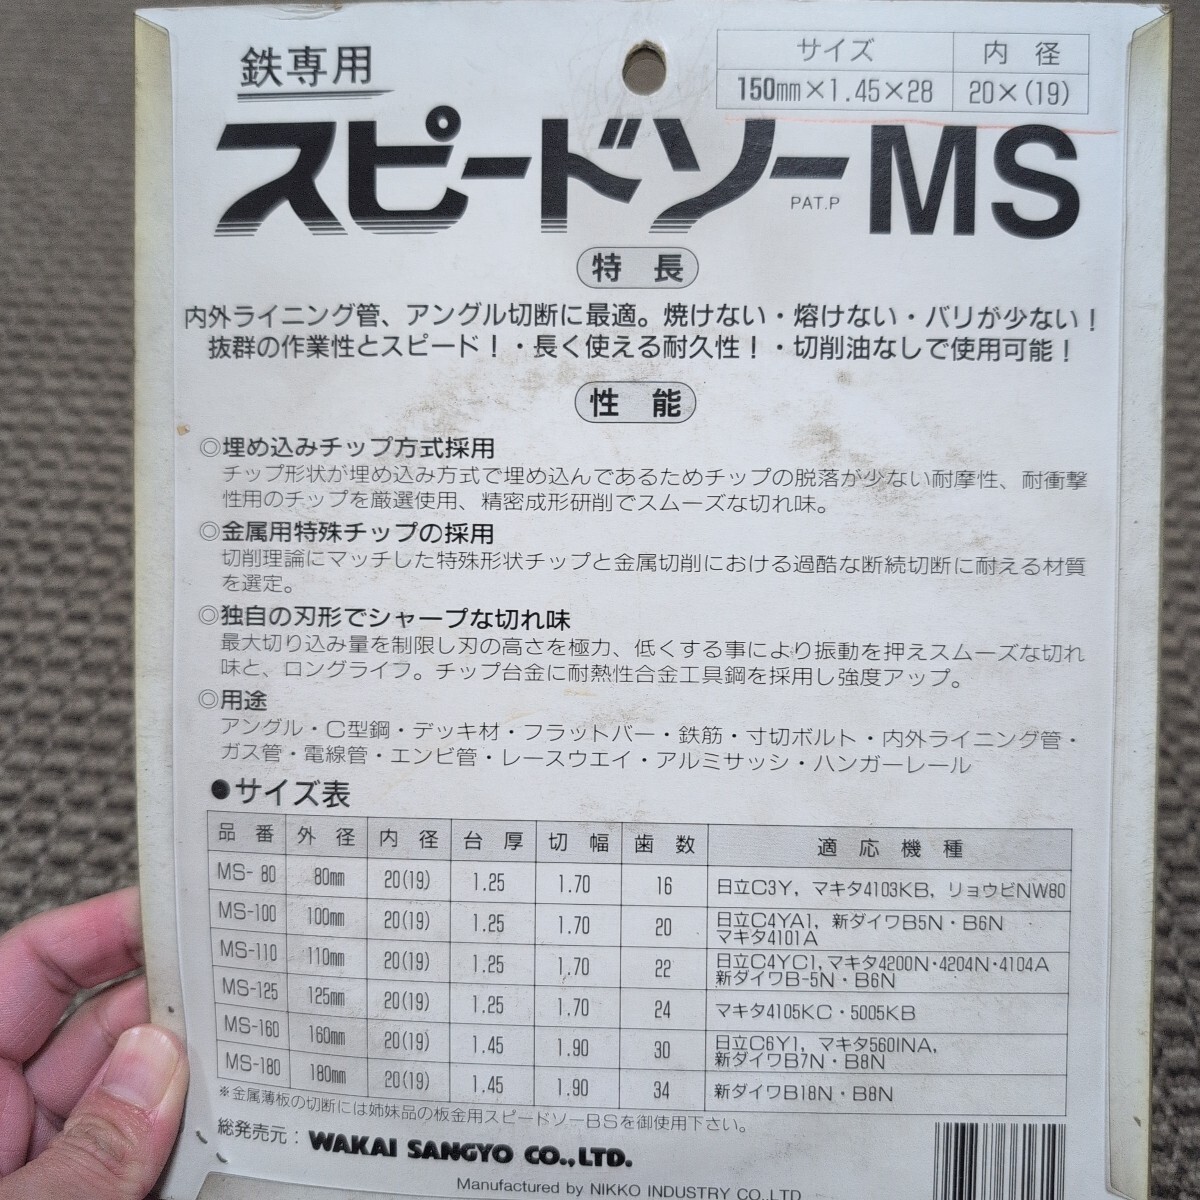 鉄専用
サイズ 内 径
150mm×1.45×28 20×(19)
スピードソーMS
PAT.P
特 長
内外ライニング管、アングル切断に最適。焼けない・熔けない・バリが少ない!
抜群の作業性とスピード!・長く使える耐久性!・切削油なしで使用可能!
性 能
◎埋め込みチップ方式採用
チップ形状が埋め込み方式で埋め込んであるためチップの脱落が少ない耐摩性、耐衝撃
性用のチップを厳選使用、精密成形研削でスムーズな切れ味。
◎金属用特殊チップの採用
切削理論にマッチした特殊形状チップと金属切削における過酷な断続切断に耐える材質
を選定。
◎独自の刃形でシャープな切れ味
最大切り込み量を制限し刃の高さを極力、低くする事により振動を押えスムーズな切れ
味と、ロングライフ。チップ台金に耐熱性合金工具鋼を採用し強度アップ。
◎用途
アングル・C型鋼・デッキ材・フラットバー・鉄筋・寸切ボルト・内外ライニング管・
ガス管・電線管・エンビ管・レースウエイ・アルミサッシ・ハンガーレール
●サイズ表
品 番 外 径 内 径 台 厚 切 幅 歯 数 適 応 機 種
MS- 80 80mm 20(19) 1.25 1.70 16 日立C3Y, マキタ4103KB, リョウビNW80
MS-100 100mm 20(19) 1.25 1.70 20 日立C4YA1, 新ダイワB5N・B6N
マキタ4101A
MS-110 110mm 20(19) 1.25 1.70 22 日立C4YC1,マキタ4200N・4204N・4104A
新ダイワB-5N・B6N
MS-125 125mm 20(19) 1.25 1.70 24 マキタ4105KC・5005KB
MS-160 160mm 20(19) 1.45 1.90 30 日立C6Y1, マキタ5601NA,
新ダイワB7N・B8N
MS-180 180mm 20(19) 1.45 1.90 34 新ダイワB18N・B8N
※金属薄板の切断には姉妹品の板金用スピードソーBSを御使用下さい。
総発売元: WAKAI SANGYO CO.,LTD.
Manufactured by NIKKO INDUSTRY CO.,LTD